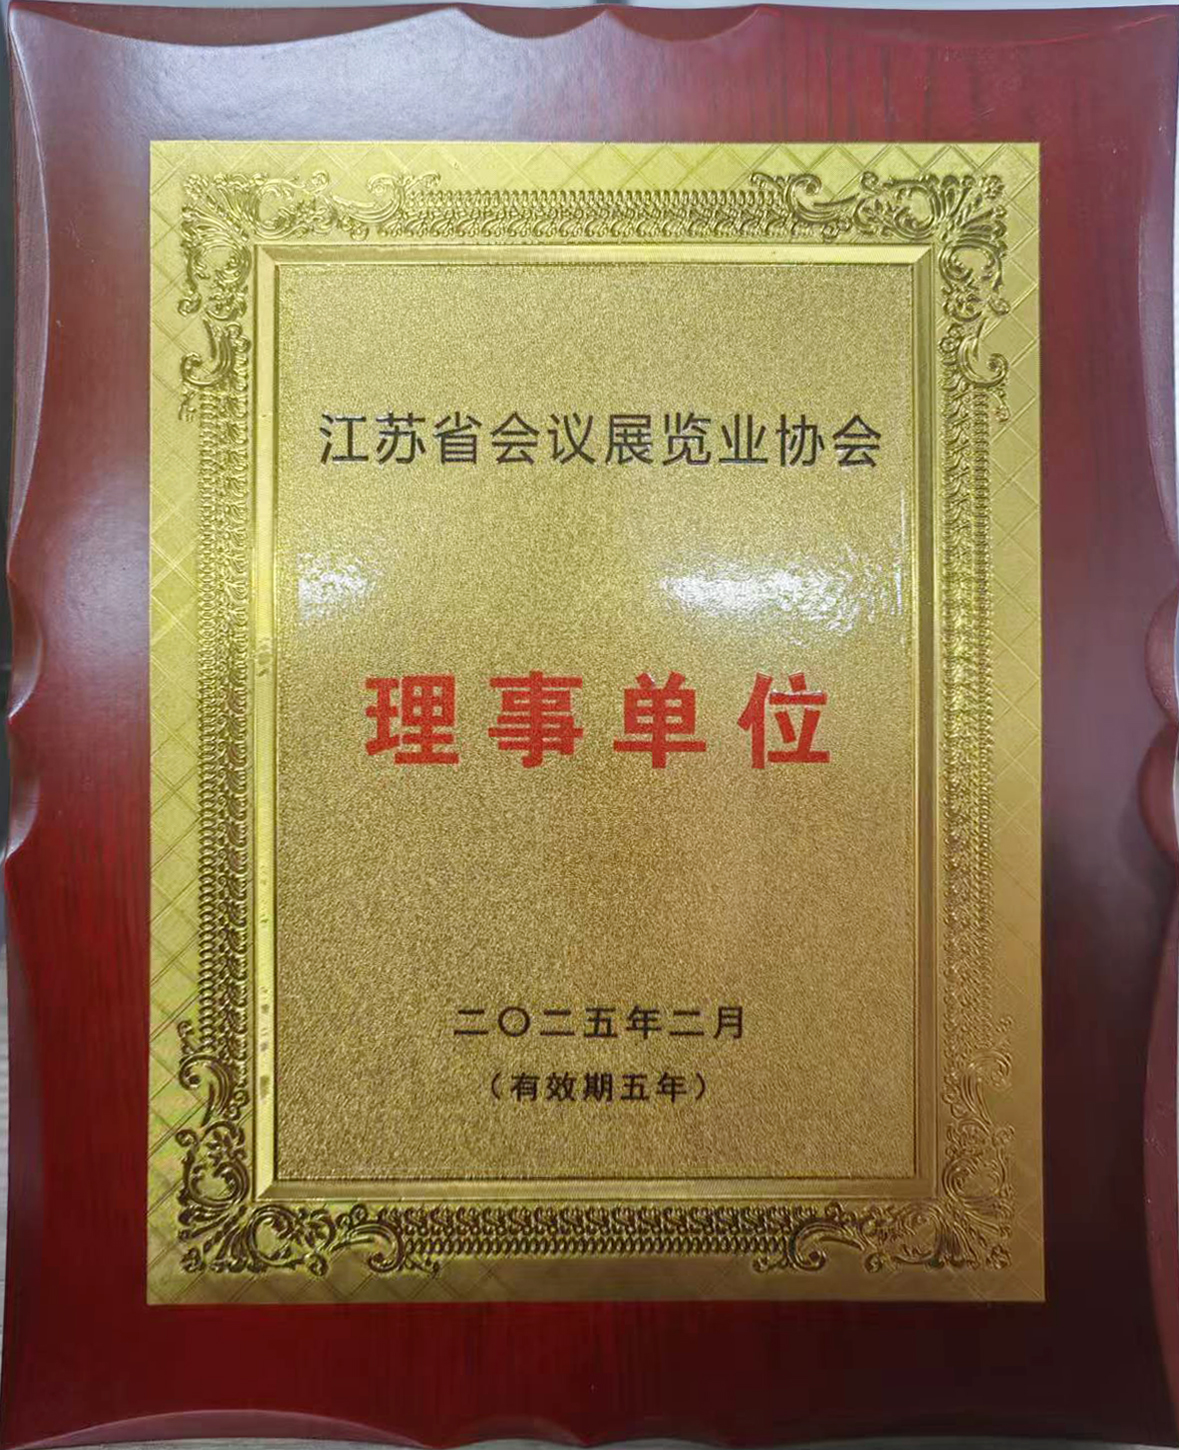 江苏省会议展览业协会
理事单位
二〇二五年二月
（有效期五年）